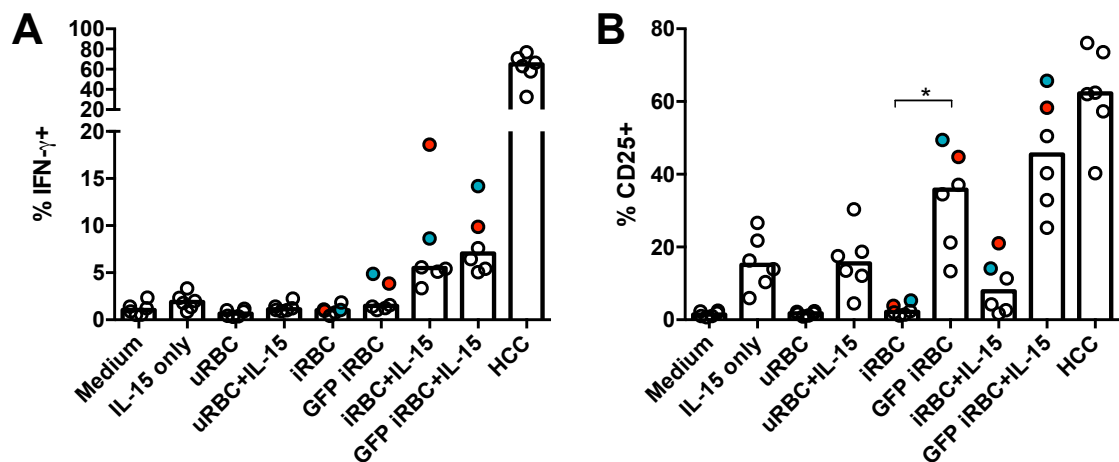 A
% IFN-γ+
100
80
60
40
20
20
15
10
5
0
Medium
IL-15 only
uRBC
uRBC+IL-15
iRBC
GFP iRBC
iRBC+IL-15
GFP iRBC+IL-15
HCC
B
% CD25+
80
60
40
20
0
*
Medium
IL-15 only
uRBC
uRBC+IL-15
iRBC
GFP iRBC
iRBC+IL-15
GFP iRBC+IL-15
HCC